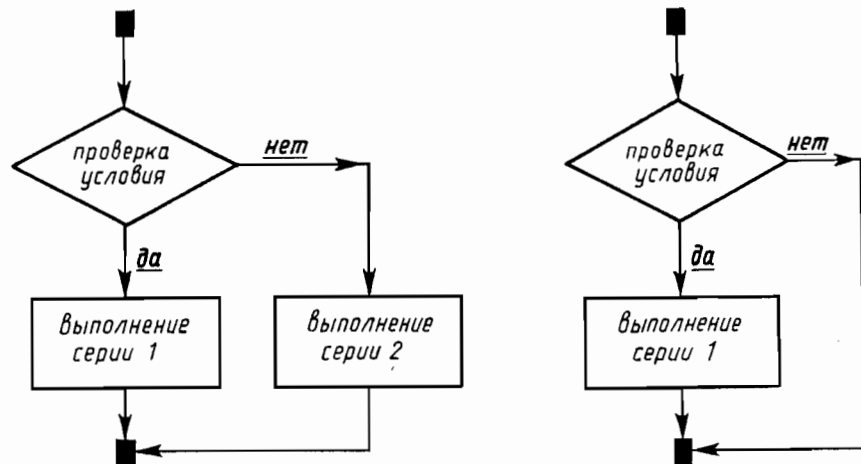 проверка
условия
нет
да
Выполнение
серии 1
Выполнение
серии 2
проверка
условия
нет
да
Выполнение
серии 1